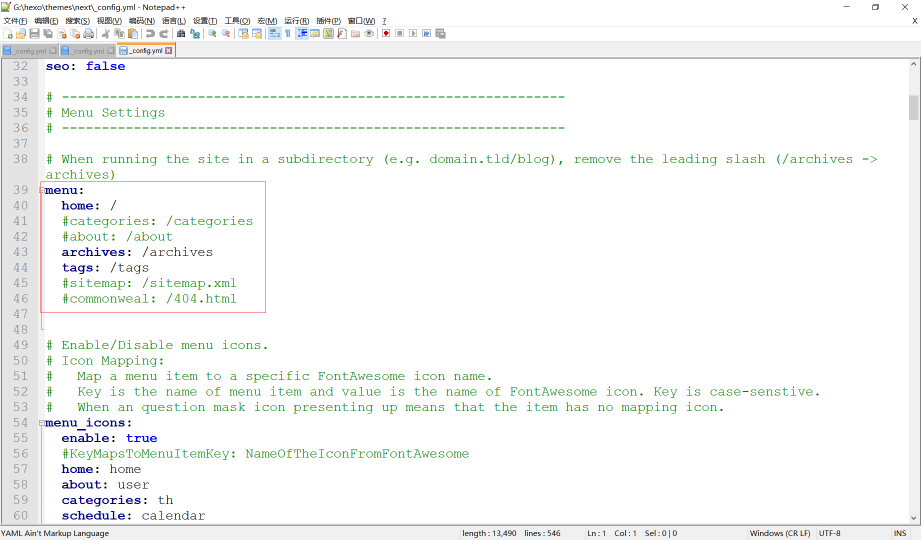 G:\hexo\themes\next\_config.yml - Notepad++
文件(F) 编辑(E) 搜索(S) 视图(V) 编码(N) 语言(L) 设置(T) 工具(O) 宏(M) 运行(R) 插件(P) 窗口(W) ?
X
_config.yml _config.yml _config.yml
32 seo: false
33
34 # ---------------------------------------------------------------
35 # Menu Settings
36 # ---------------------------------------------------------------
37
38 # When running the site in a subdirectory (e.g. domain.tld/blog), remove the leading slash (/archives ->
archives)
39 menu:
40 home: /
41 #categories: /categories
42 #about: /about
43 archives: /archives
44 tags: /tags
45 #sitemap: /sitemap.xml
46 #commonweal: /404.html
47
48
49 # Enable/Disable menu icons.
50 # Icon Mapping:
51 # Map a menu item to a specific FontAwesome icon name.
52 # Key is the name of menu item and value is the name of FontAwesome icon. Key is case-senstive.
53 # When an question mask icon presenting up means that the item has no mapping icon.
54 menu_icons:
55 enable: true
56 #KeyMapsToMenuItemKey: NameOfTheIconFromFontAwesome
57 home: home
58 about: user
59 categories: th
60 schedule: calendar
YAML Ain't Markup Language length : 13,490 lines : 546 Ln : 1 Col : 1 Sel : 0 | 0 Windows (CR LF) UTF-8 INS